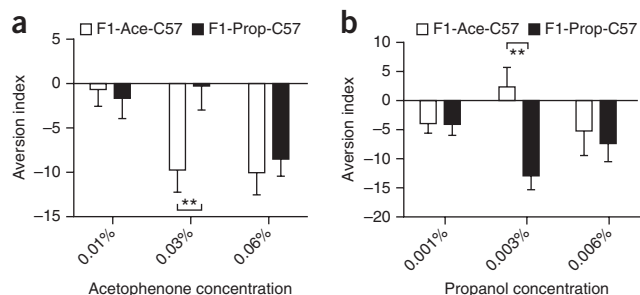 a
F1-Ace-C57 F1-Prop-C57
Aversion index
5
0
−5
−10
−15
**
0.01% 0.03% 0.06%
Acetophenone concentration
b
F1-Ace-C57 F1-Prop-C57
Aversion index
10
5
0
−5
−10
−15
−20
**
0.001% 0.003% 0.006%
Propanol concentration